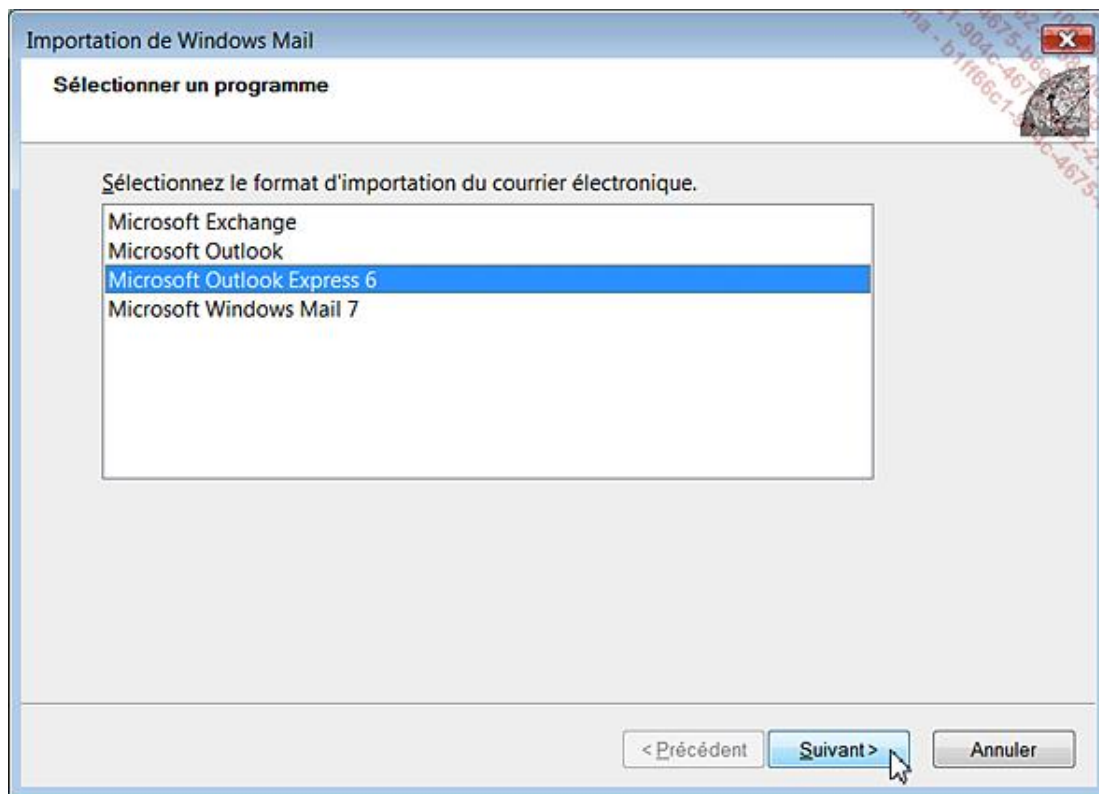 Importation de Windows Mail
Sélectionner un programme
Sélectionnez le format d'importation du courrier électronique.
Microsoft Exchange
Microsoft Outlook
Microsoft Outlook Express 6
Microsoft Windows Mail 7
< Précédent
Suivant >
Annuler